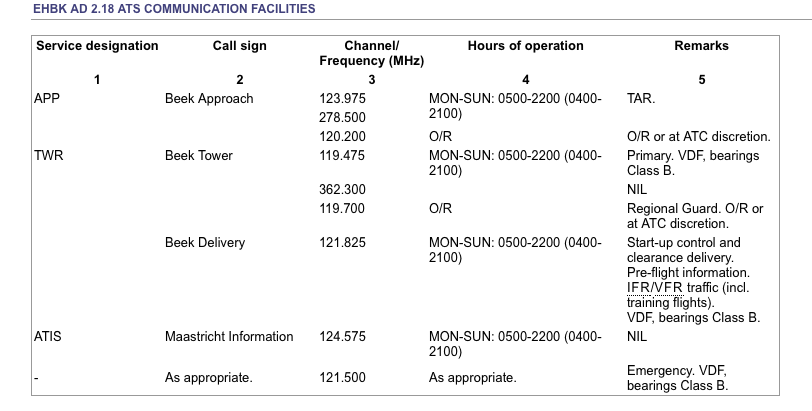 EHBK AD 2.18 ATS COMMUNICATION FACILITIES
Service designation Call sign Channel/ Hours of operation Remarks
Frequency (MHz)
1 2 3 4 5
APP Beek Approach 123.975 MON-SUN: 0500-2200 (0400- TAR.
278.500 2100)
120.200 O/R O/R or at ATC discretion.
TWR Beek Tower 119.475 MON-SUN: 0500-2200 (0400- Primary. VDF, bearings
2100) Class B.
362.300 NIL
119.700 O/R Regional Guard. O/R or
at ATC discretion.
Beek Delivery 121.825 MON-SUN: 0500-2200 (0400- Start-up control and
2100) clearance delivery.
Pre-flight information.
IFR/VFR traffic (incl.
training flights).
VDF, bearings Class B.
ATIS Maastricht Information 124.575 MON-SUN: 0500-2200 (0400- NIL
2100)
- As appropriate. 121.500 As appropriate. Emergency. VDF,
bearings Class B.